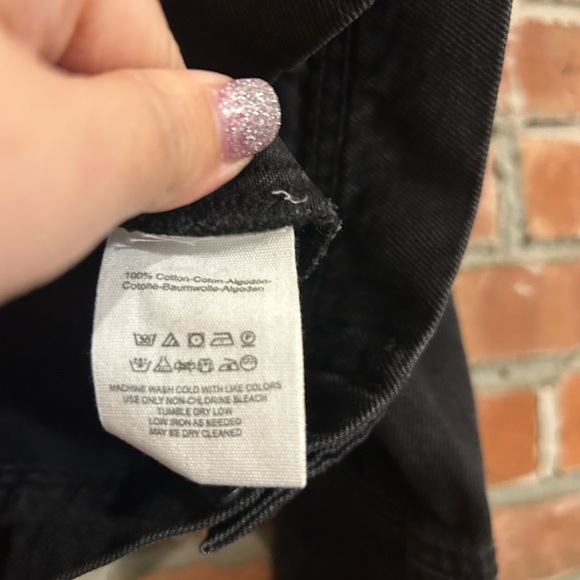 100% Cotton-Coton-Algodón-
Cotone-Baumwolle-Algodao
MACHINE WASH COLD WITH LIKE COLORS
USE ONLY NON-CHLORINE BLEACH
TUMBLE DRY LOW
LOW IRON AS NEEDED
MAY BE DRY CLEANED